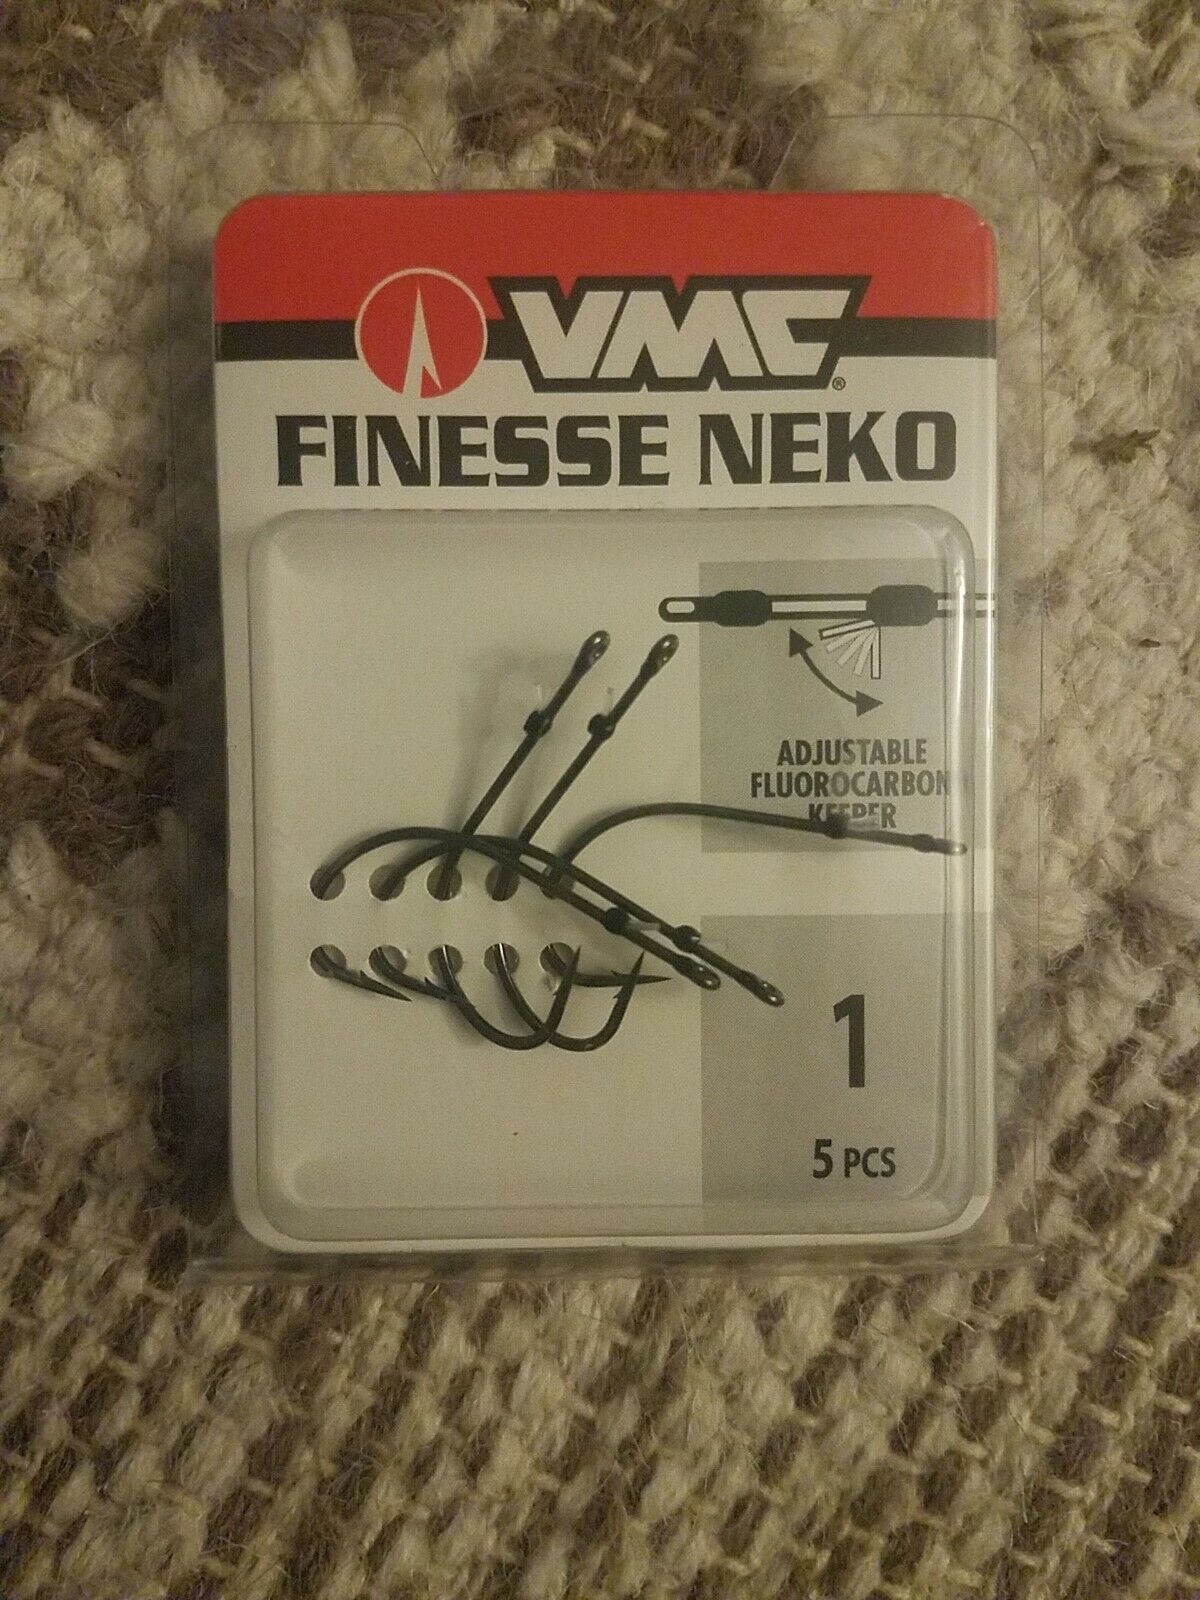 VMC®
FINESSE NEKO
ADJUSTABLE
FLUOROCARBON
KEEPER
1
5 PCS